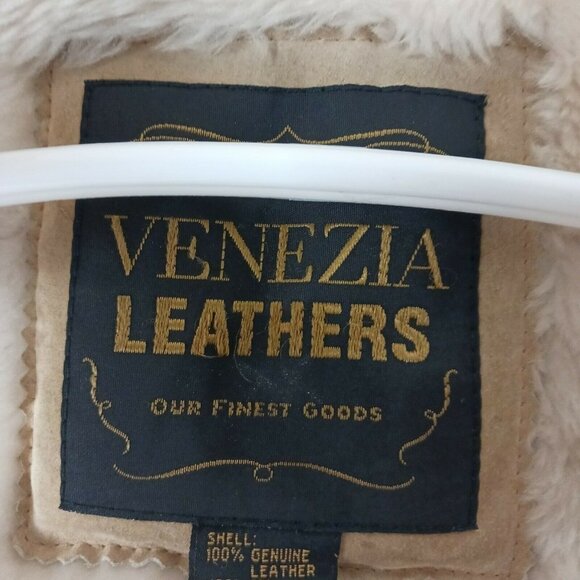 VENEZIA
LEATHERS
OUR FINEST GOODS
SHELL:
100% GENUINE
LEATHER